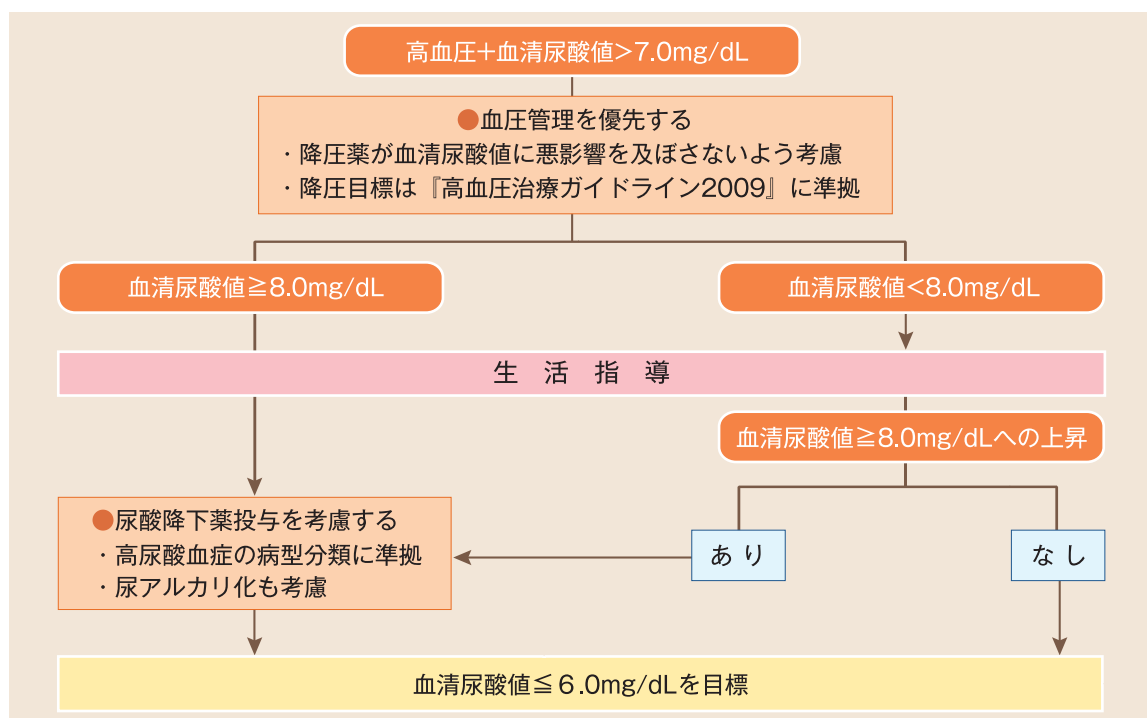 高血圧+血清尿酸値>7.0mg/dL
●血圧管理を優先する
・降圧薬が血清尿酸値に悪影響を及ぼさないよう考慮
・降圧目標は『高血圧治療ガイドライン2009』に準拠
血清尿酸値≧8.0mg/dL
血清尿酸値<8.0mg/dL
生 活 指 導
血清尿酸値≧8.0mg/dLへの上昇
●尿酸降下薬投与を考慮する
・高尿酸血症の病型分類に準拠
・尿アルカリ化も考慮
あ り
な し
血清尿酸値≦6.0mg/dLを目標